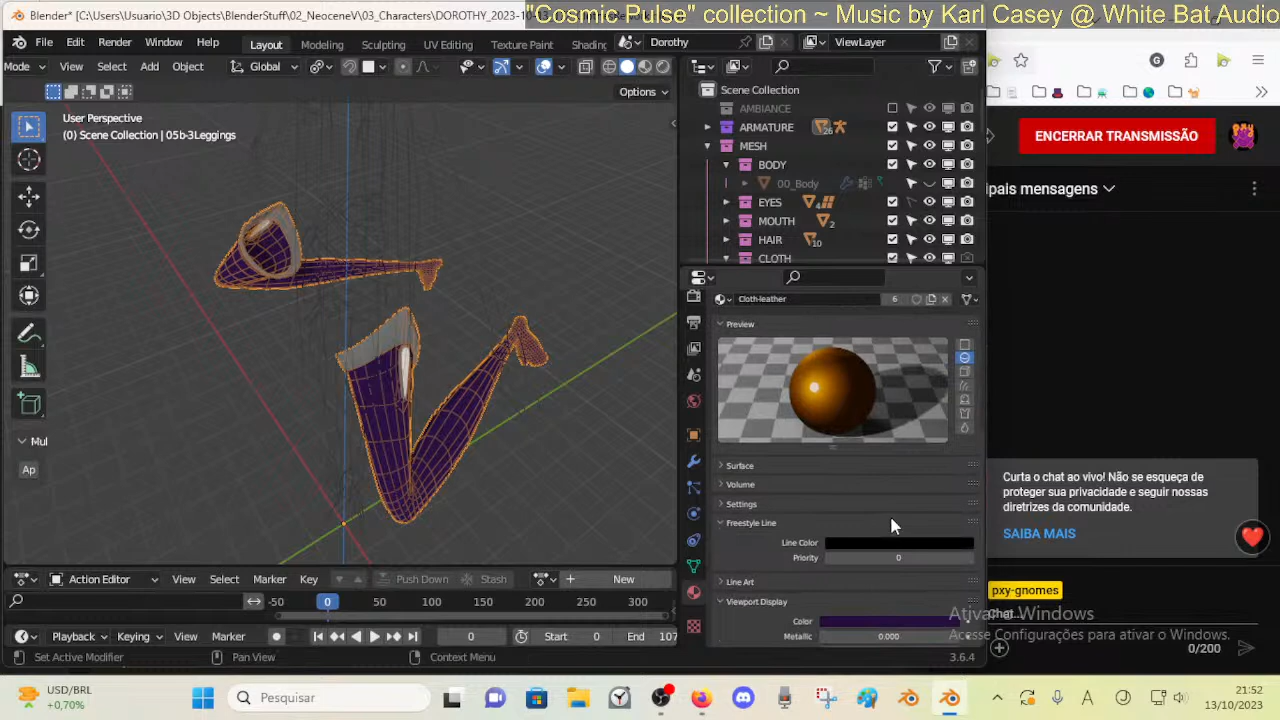 "Cosmic Pulse" collection ~ Music by Karl Casey @ White Bat Audio
Blender* [C:\Users\Usuario\3D Objects\BlenderStuff\02_NeoceneV\03_Characters\DOROTHY_2023-10-
File Edit Render Window Help Layout Modeling Sculpting UV Editing Texture Paint Shading Dorothy ViewLayer
Mode View Select Add Object Global
Options
User Perspective
(0) Scene Collection | 05b-3Leggings
Mul
Ap
Scene Collection
AMBIANCE
ARMATURE 26
MESH
BODY
00_Body
EYES 4
MOUTH 2
HAIR 10
CLOTH
Cloth-leather 6
Preview
Surface
Volume
Settings
Freestyle Line
Line Color
Priority 0
Line Art
Viewport Display
Color
Metallic 0.000
Action Editor View Select Marker Key Push Down Stash New
-50 0 50 100 150 200 250 300
Playback Keying View Marker 0 Start 0 End 107
Set Active Modifier Pan View Context Menu 3.6.4
G
ENCERRAR TRANSMISSÃO
ipais mensagens
Curta o chat ao vivo! Não se esqueça de
proteger sua privacidade e seguir nossas
diretrizes da comunidade.
SAIBA MAIS
pxy-gnomes
Chat...
0/200
Ativar o Windows
Acesse Configurações para ativar o Windows.
USD/BRL
+0,70%
Pesquisar
21:52
13/10/2023